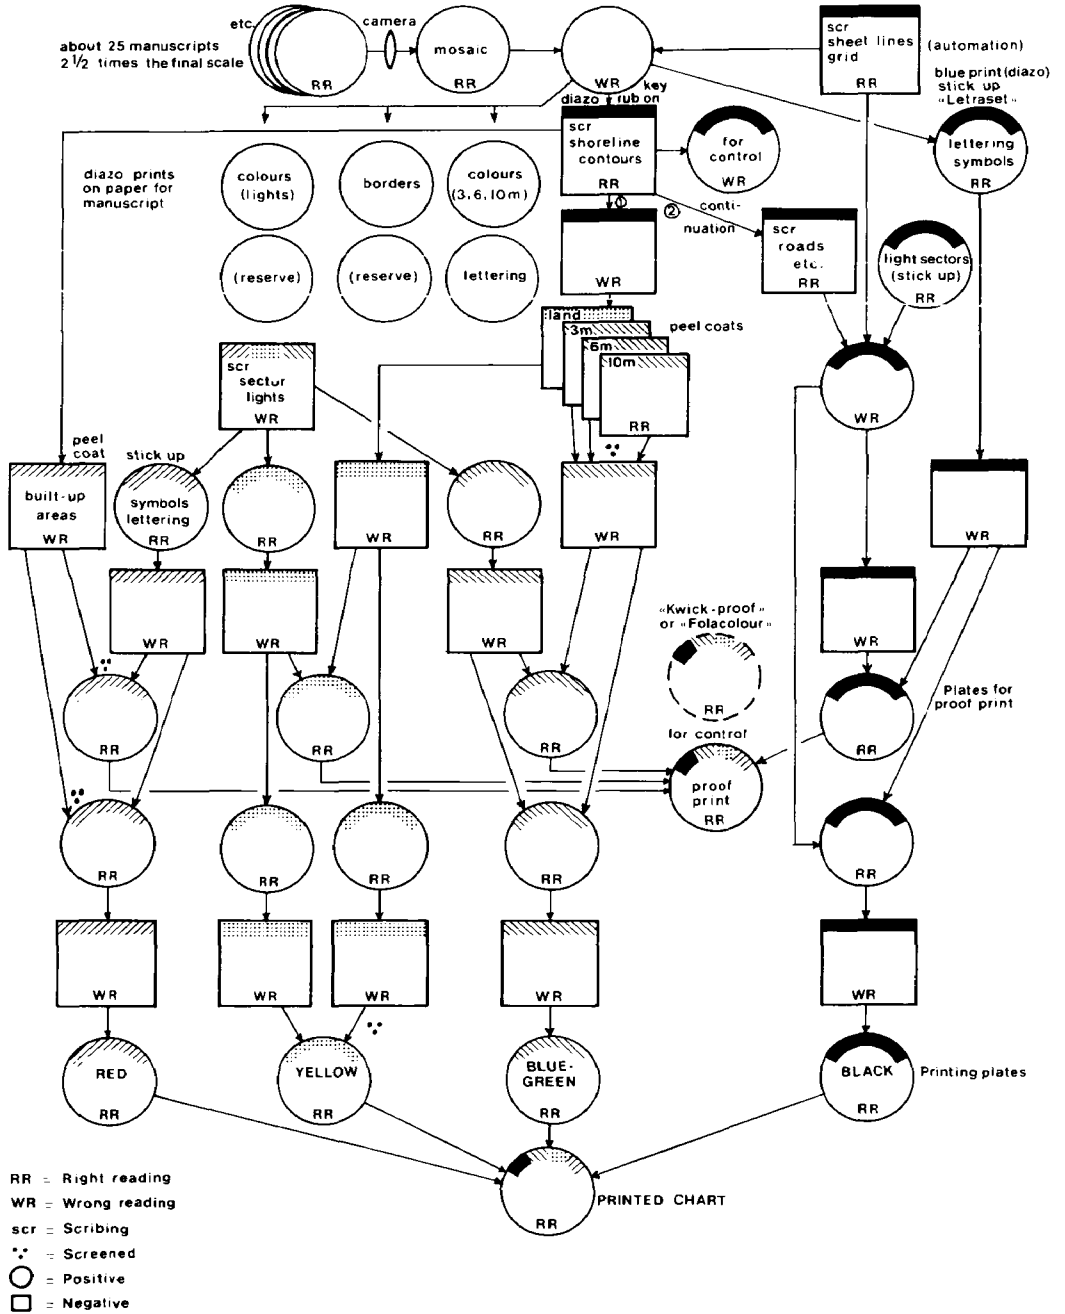 etc.
camera
about 25 manuscripts
2 1/2 times the final scale
RR
mosaic
RR
WR
scr
sheet lines
grid
RR
(automation)
blue print (diazo)
stick up
"Letraset"
key
diazo rub on
scr
shoreline
contours
RR
for
control
WR
lettering
symbols
RR
diazo prints
on paper for
manuscript
colours
(lights)
borders
colours
(3,6,10m)
(reserve)
(reserve)
lettering
①
②
conti-
nuation
WR
scr
roads
etc.
RR
light sectors
(stick up)
RR
land
3m
6m
10m
RR
peel coats
scr
sector
lights
WR
WR
peel
coat
built-up
areas
WR
stick up
symbols
lettering
RR
RR
WR
RR
WR
WR
WR
WR
WR
WR
"Kwick-proof"
or "Folacolour"
RR
for control
proof
print
RR
RR
RR
RR
RR
Plates for
proof print
RR
RR
RR
RR
RR
WR
WR
WR
WR
WR
RED
RR
YELLOW
RR
BLUE-
GREEN
RR
BLACK
RR
Printing plates
RR
PRINTED CHART
RR = Right reading
WR = Wrong reading
scr = Scribing
= Screened
= Positive
= Negative